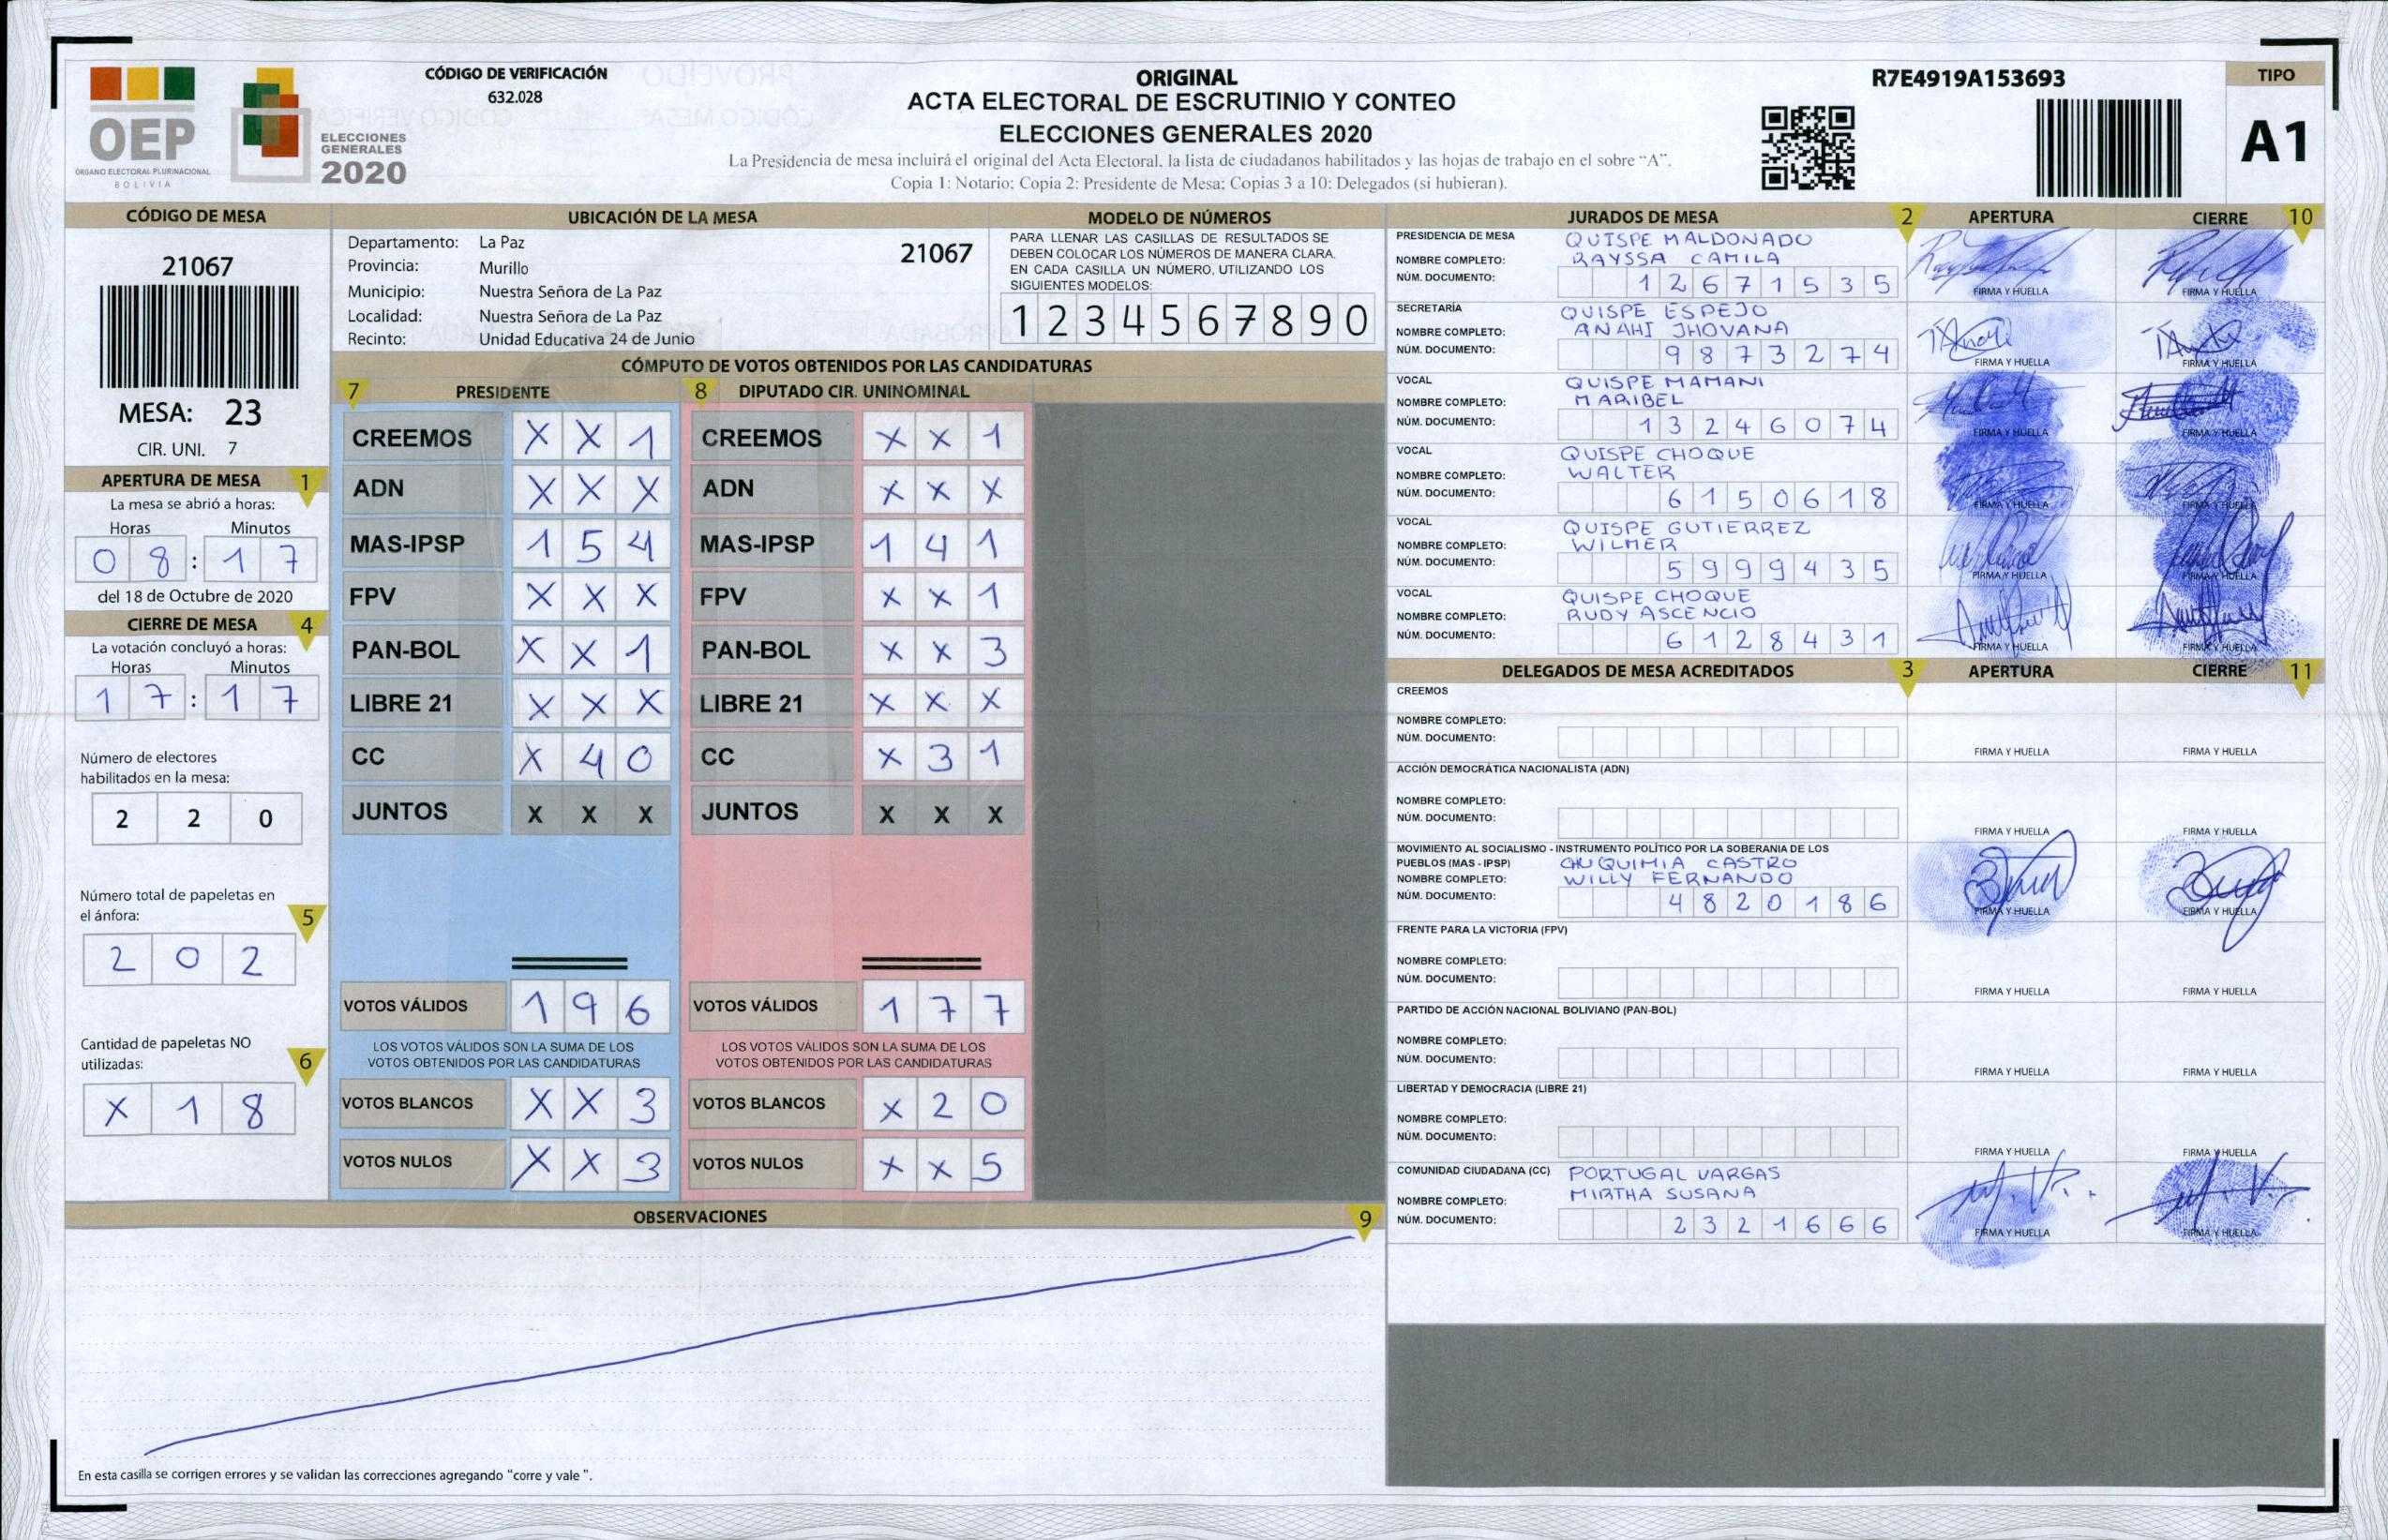 OEP
ÓRGANO ELECTORAL PLURINACIONAL
BOLIVIA
ELECCIONES
GENERALES
2020
CÓDIGO DE VERIFICACIÓN
632.028
ORIGINAL
ACTA ELECTORAL DE ESCRUTINIO Y CONTEO
ELECCIONES GENERALES 2020
La Presidencia de mesa incluirá el original del Acta Electoral, la lista de ciudadanos habilitados y las hojas de trabajo en el sobre “A”.
Copia 1: Notario; Copia 2: Presidente de Mesa; Copias 3 a 10: Delegados (si hubieran).
R7E4919A153693
TIPO
A1
CÓDIGO DE MESA
21067
MESA: 23
CIR. UNI. 7
APERTURA DE MESA 1
La mesa se abrió a horas:
Horas Minutos
0 8 : 1 7
del 18 de Octubre de 2020
CIERRE DE MESA 4
La votación concluyó a horas:
Horas Minutos
1 7 : 1 7
Número de electores
habilitados en la mesa:
2 2 0
Número total de papeletas en
el ánfora: 5
2 0 2
Cantidad de papeletas NO
utilizadas: 6
X 1 8
UBICACIÓN DE LA MESA
Departamento: La Paz 21067
Provincia: Murillo
Municipio: Nuestra Señora de La Paz
Localidad: Nuestra Señora de La Paz
Recinto: Unidad Educativa 24 de Junio
MODELO DE NÚMEROS
PARA LLENAR LAS CASILLAS DE RESULTADOS SE
DEBEN COLOCAR LOS NÚMEROS DE MANERA CLARA.
EN CADA CASILLA UN NÚMERO, UTILIZANDO LOS
SIGUIENTES MODELOS:
1 2 3 4 5 6 7 8 9 0
CÓMPUTO DE VOTOS OBTENIDOS POR LAS CANDIDATURAS
7 PRESIDENTE
CREEMOS X X 1
ADN X X X
MAS-IPSP 1 5 4
FPV X X X
PAN-BOL X X 1
LIBRE 21 X X X
CC X 4 0
JUNTOS X X X
VOTOS VÁLIDOS 1 9 6
LOS VOTOS VÁLIDOS SON LA SUMA DE LOS
VOTOS OBTENIDOS POR LAS CANDIDATURAS
VOTOS BLANCOS X X 3
VOTOS NULOS X X 3
8 DIPUTADO CIR. UNINOMINAL
CREEMOS X X 1
ADN X X X
MAS-IPSP 1 4 1
FPV X X 1
PAN-BOL X X 3
LIBRE 21 X X X
CC X 3 1
JUNTOS X X X
VOTOS VÁLIDOS 1 7 7
LOS VOTOS VÁLIDOS SON LA SUMA DE LOS
VOTOS OBTENIDOS POR LAS CANDIDATURAS
VOTOS BLANCOS X 2 0
VOTOS NULOS X X 5
OBSERVACIONES 9
En esta casilla se corrigen errores y se validan las correcciones agregando "corre y vale ".
JURADOS DE MESA 2 APERTURA CIERRE 10
PRESIDENCIA DE MESA QUISPE MALDONADO
NOMBRE COMPLETO: RAYSSA CAMILA
NÚM. DOCUMENTO: 1 2 6 7 1 5 3 5
FIRMA Y HUELLA FIRMA Y HUELLA
SECRETARÍA QUISPE ESPEJO
NOMBRE COMPLETO: ANAHI JHOVANA
NÚM. DOCUMENTO: 9 8 7 3 2 7 4
FIRMA Y HUELLA FIRMA Y HUELLA
VOCAL QUISPE MAMANI
NOMBRE COMPLETO: MARIBEL
NÚM. DOCUMENTO: 1 3 2 4 6 0 7 4
FIRMA Y HUELLA FIRMA Y HUELLA
VOCAL QUISPE CHOQUE
NOMBRE COMPLETO: WALTER
NÚM. DOCUMENTO: 6 1 5 0 6 1 8
FIRMA Y HUELLA FIRMA Y HUELLA
VOCAL QUISPE GUTIERREZ
NOMBRE COMPLETO: WILMER
NÚM. DOCUMENTO: 5 9 9 9 4 3 5
FIRMA Y HUELLA FIRMA Y HUELLA
VOCAL QUISPE CHOQUE
NOMBRE COMPLETO: RUDY ASCENCIO
NÚM. DOCUMENTO: 6 1 2 8 4 3 1
FIRMA Y HUELLA FIRMA Y HUELLA
DELEGADOS DE MESA ACREDITADOS 3 APERTURA CIERRE 11
CREEMOS
NOMBRE COMPLETO:
NÚM. DOCUMENTO:
FIRMA Y HUELLA FIRMA Y HUELLA
ACCIÓN DEMOCRÁTICA NACIONALISTA (ADN)
NOMBRE COMPLETO:
NÚM. DOCUMENTO:
FIRMA Y HUELLA FIRMA Y HUELLA
MOVIMIENTO AL SOCIALISMO - INSTRUMENTO POLÍTICO POR LA SOBERANIA DE LOS
PUEBLOS (MAS - IPSP) CHUQUIMIA CASTRO
NOMBRE COMPLETO: WILLY FERNANDO
NÚM. DOCUMENTO: 4 8 2 0 1 8 6
FIRMA Y HUELLA FIRMA Y HUELLA
FRENTE PARA LA VICTORIA (FPV)
NOMBRE COMPLETO:
NÚM. DOCUMENTO:
FIRMA Y HUELLA FIRMA Y HUELLA
PARTIDO DE ACCIÓN NACIONAL BOLIVIANO (PAN-BOL)
NOMBRE COMPLETO:
NÚM. DOCUMENTO:
FIRMA Y HUELLA FIRMA Y HUELLA
LIBERTAD Y DEMOCRACIA (LIBRE 21)
NOMBRE COMPLETO:
NÚM. DOCUMENTO:
FIRMA Y HUELLA FIRMA Y HUELLA
COMUNIDAD CIUDADANA (CC) PORTUGAL VARGAS
NOMBRE COMPLETO: MIRTHA SUSANA
NÚM. DOCUMENTO: 2 3 2 1 6 6 6
FIRMA Y HUELLA FIRMA Y HUELLA